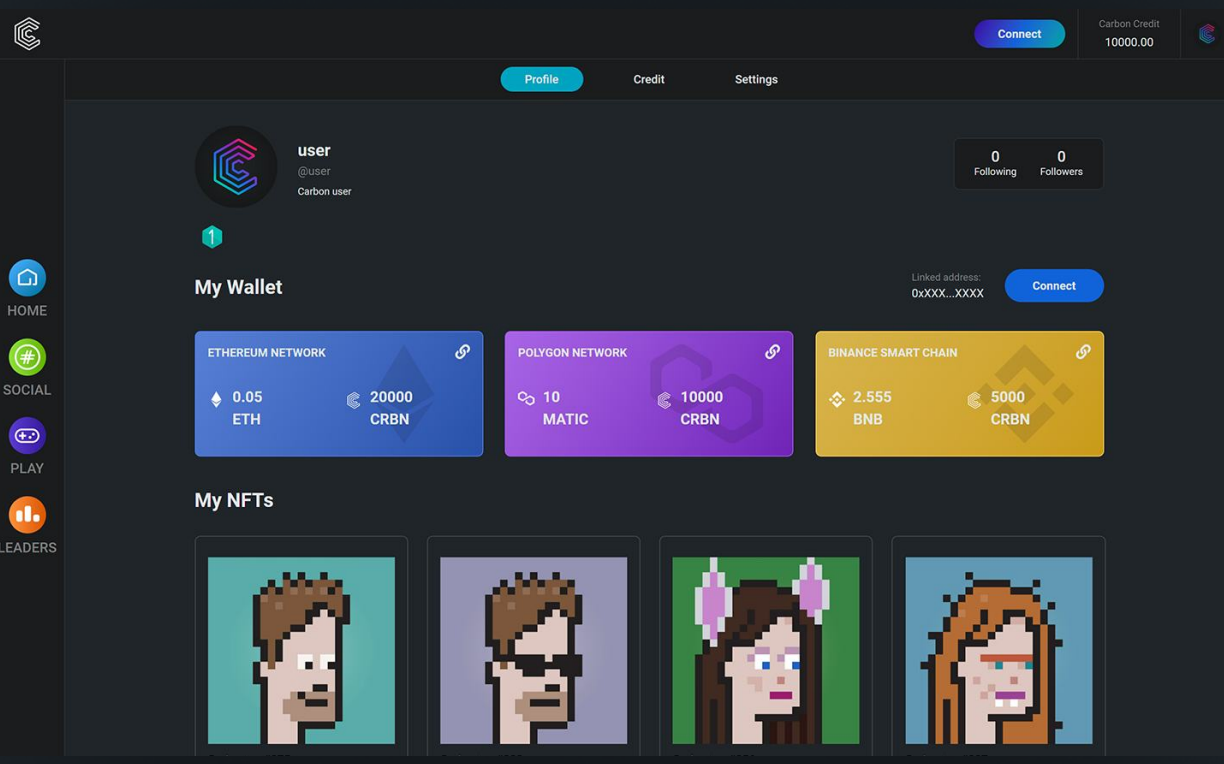 Connect
Carbon Credit
10000.00
Profile
Credit
Settings
user
@user
Carbon user
0
Following
0
Followers
1
HOME
SOCIAL
PLAY
LEADERS
My Wallet
Linked address:
0xXXX...XXXX
Connect
ETHEREUM NETWORK
0.05
ETH
20000
CRBN
POLYGON NETWORK
10
MATIC
10000
CRBN
BINANCE SMART CHAIN
2.555
BNB
5000
CRBN
My NFTs